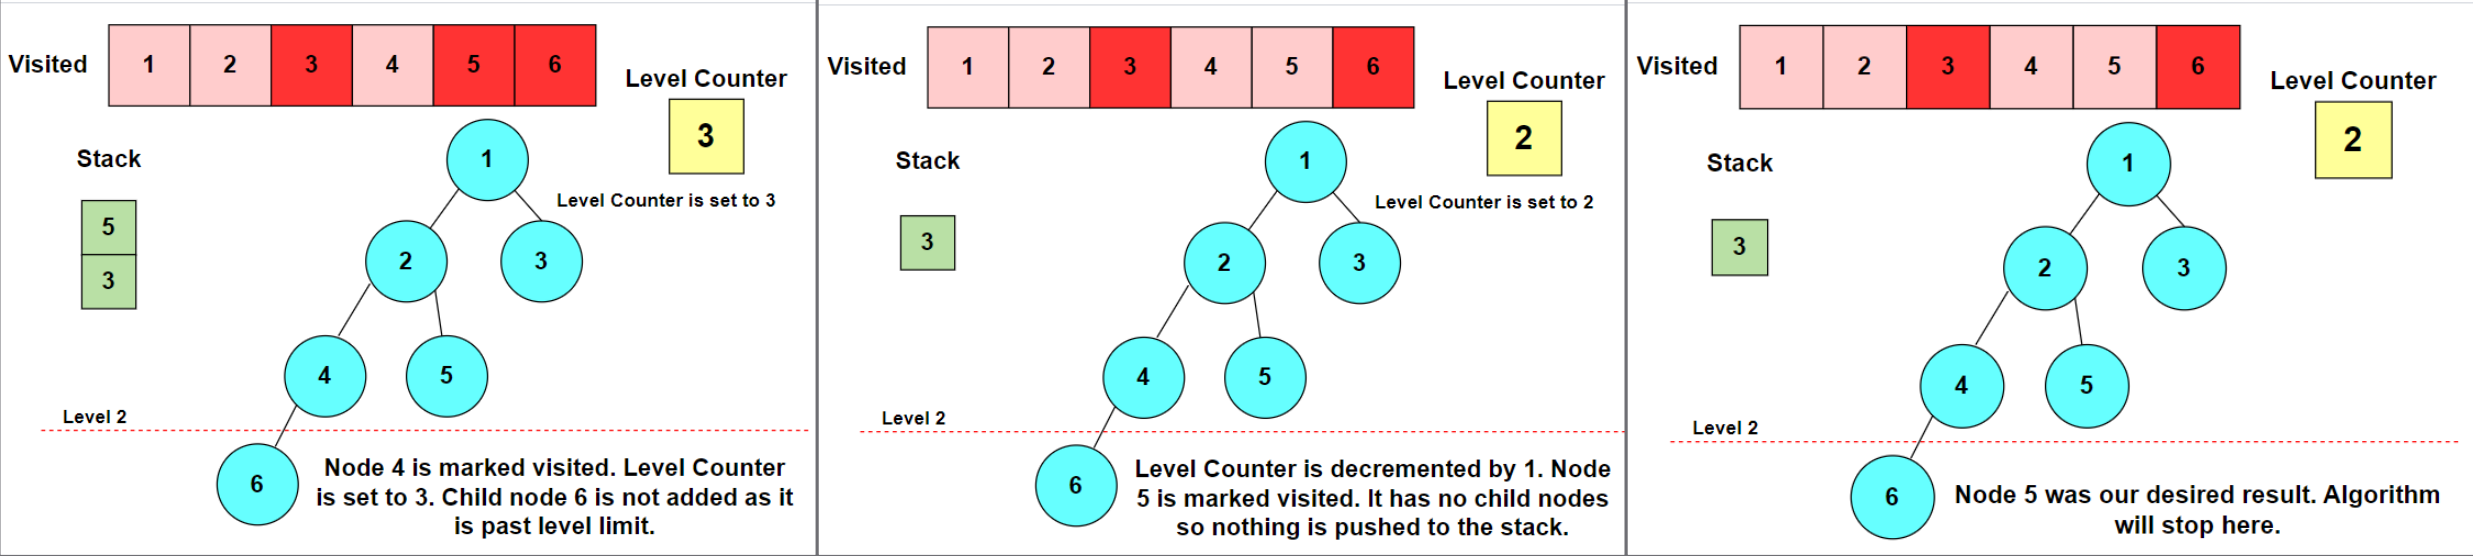 Visited 1 2 3 4 5 6
Level Counter
3
Level Counter is set to 3
Stack
5
3
1
2
3
4
5
Level 2
6
Node 4 is marked visited. Level Counter
is set to 3. Child node 6 is not added as it
is past level limit.
Visited 1 2 3 4 5 6
Level Counter
2
Level Counter is set to 2
Stack
3
1
2
3
4
5
Level 2
6
Level Counter is decremented by 1. Node
5 is marked visited. It has no child nodes
so nothing is pushed to the stack.
Visited 1 2 3 4 5 6
Level Counter
2
Stack
3
1
2
3
4
5
Level 2
6
Node 5 was our desired result. Algorithm
will stop here.